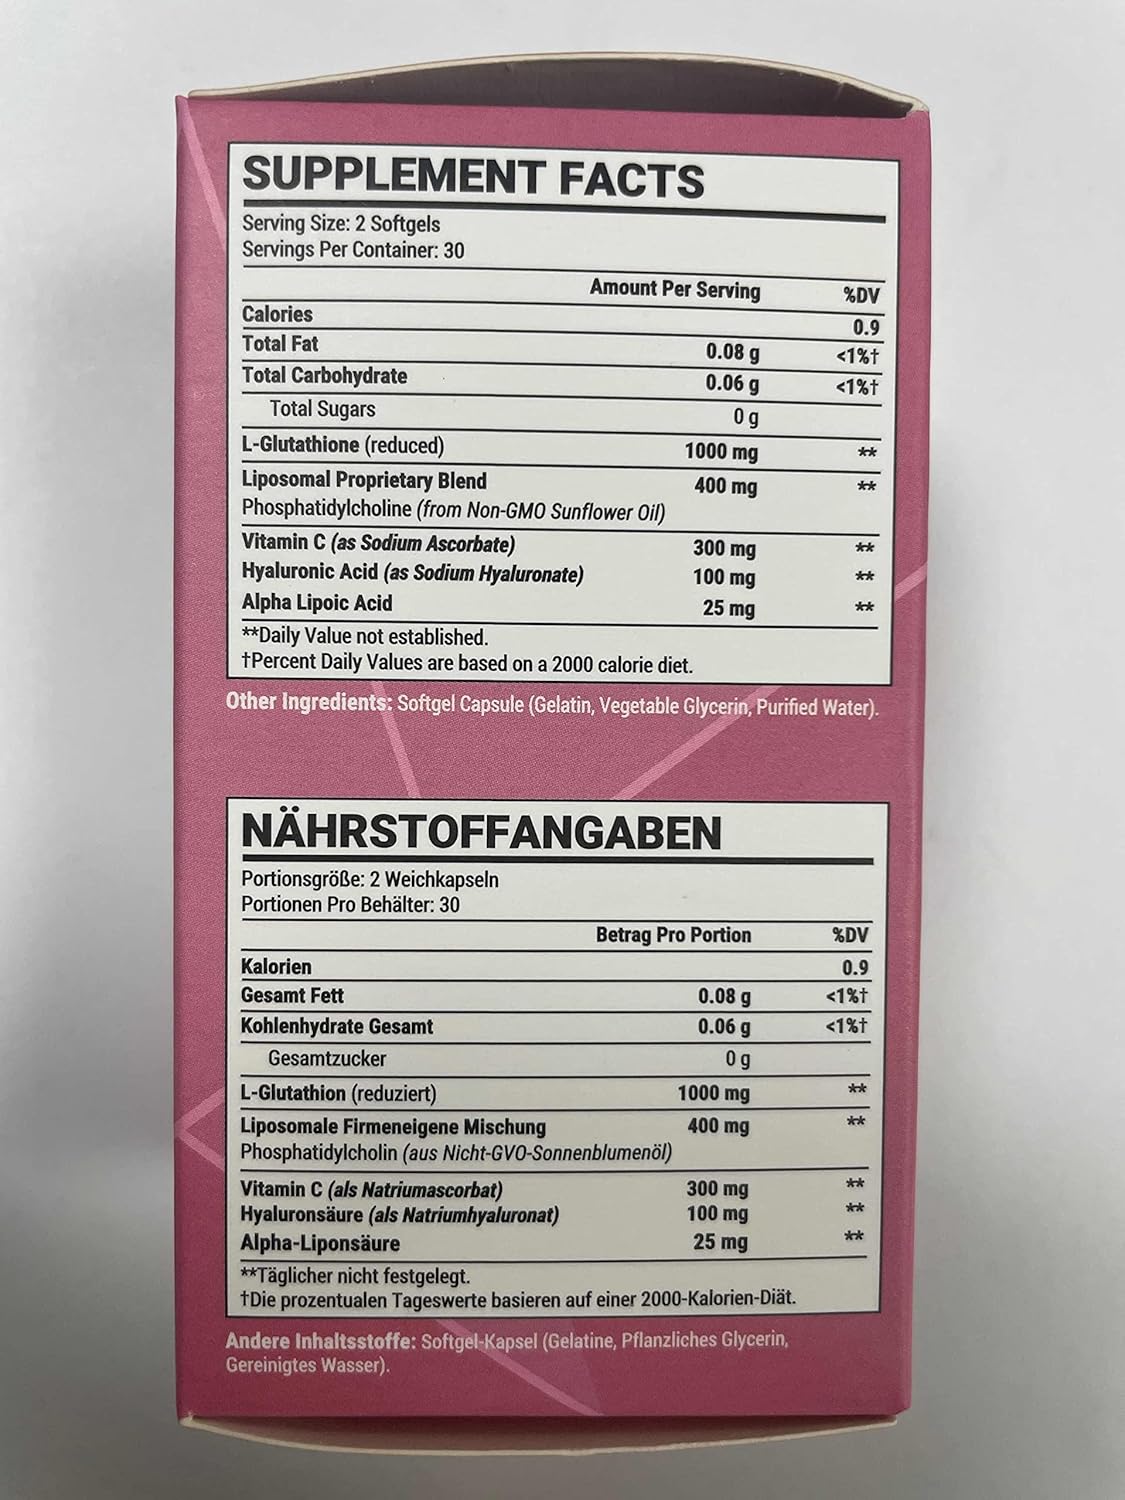 SUPPLEMENT FACTS
Serving Size: 2 Softgels
Servings Per Container: 30
Amount Per Serving %DV
Calories 0.9
Total Fat 0.08 g <1%†
Total Carbohydrate 0.06 g <1%†
Total Sugars 0 g
L-Glutathione (reduced) 1000 mg **
Liposomal Proprietary Blend 400 mg **
Phosphatidylcholine (from Non-GMO Sunflower Oil)
Vitamin C (as Sodium Ascorbate) 300 mg **
Hyaluronic Acid (as Sodium Hyaluronate) 100 mg **
Alpha Lipoic Acid 25 mg **
**Daily Value not established.
†Percent Daily Values are based on a 2000 calorie diet.
Other Ingredients: Softgel Capsule (Gelatin, Vegetable Glycerin, Purified Water).
NÄHRSTOFFANGABEN
Portionsgröße: 2 Weichkapseln
Portionen Pro Behälter: 30
Betrag Pro Portion %DV
Kalorien 0.9
Gesamt Fett 0.08 g <1%†
Kohlenhydrate Gesamt 0.06 g <1%†
Gesamtzucker 0 g
L-Glutathion (reduziert) 1000 mg **
Liposomale Firmeneigene Mischung 400 mg **
Phosphatidylcholin (aus Nicht-GVO-Sonnenblumenöl)
Vitamin C (als Natriumascorbat) 300 mg **
Hyaluronsäure (als Natriumhyaluronat) 100 mg **
Alpha-Liponsäure 25 mg **
**Täglicher nicht festgelegt.
†Die prozentualen Tageswerte basieren auf einer 2000-Kalorien-Diät.
Andere Inhaltsstoffe: Softgel-Kapsel (Gelatine, Pflanzliches Glycerin,
Gereinigtes Wasser).